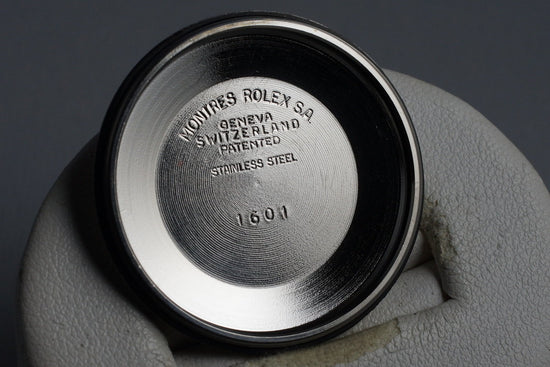 MONTRES ROLEX S.A.
GENEVA
SWITZERLAND
PATENTED
STAINLESS STEEL
1601